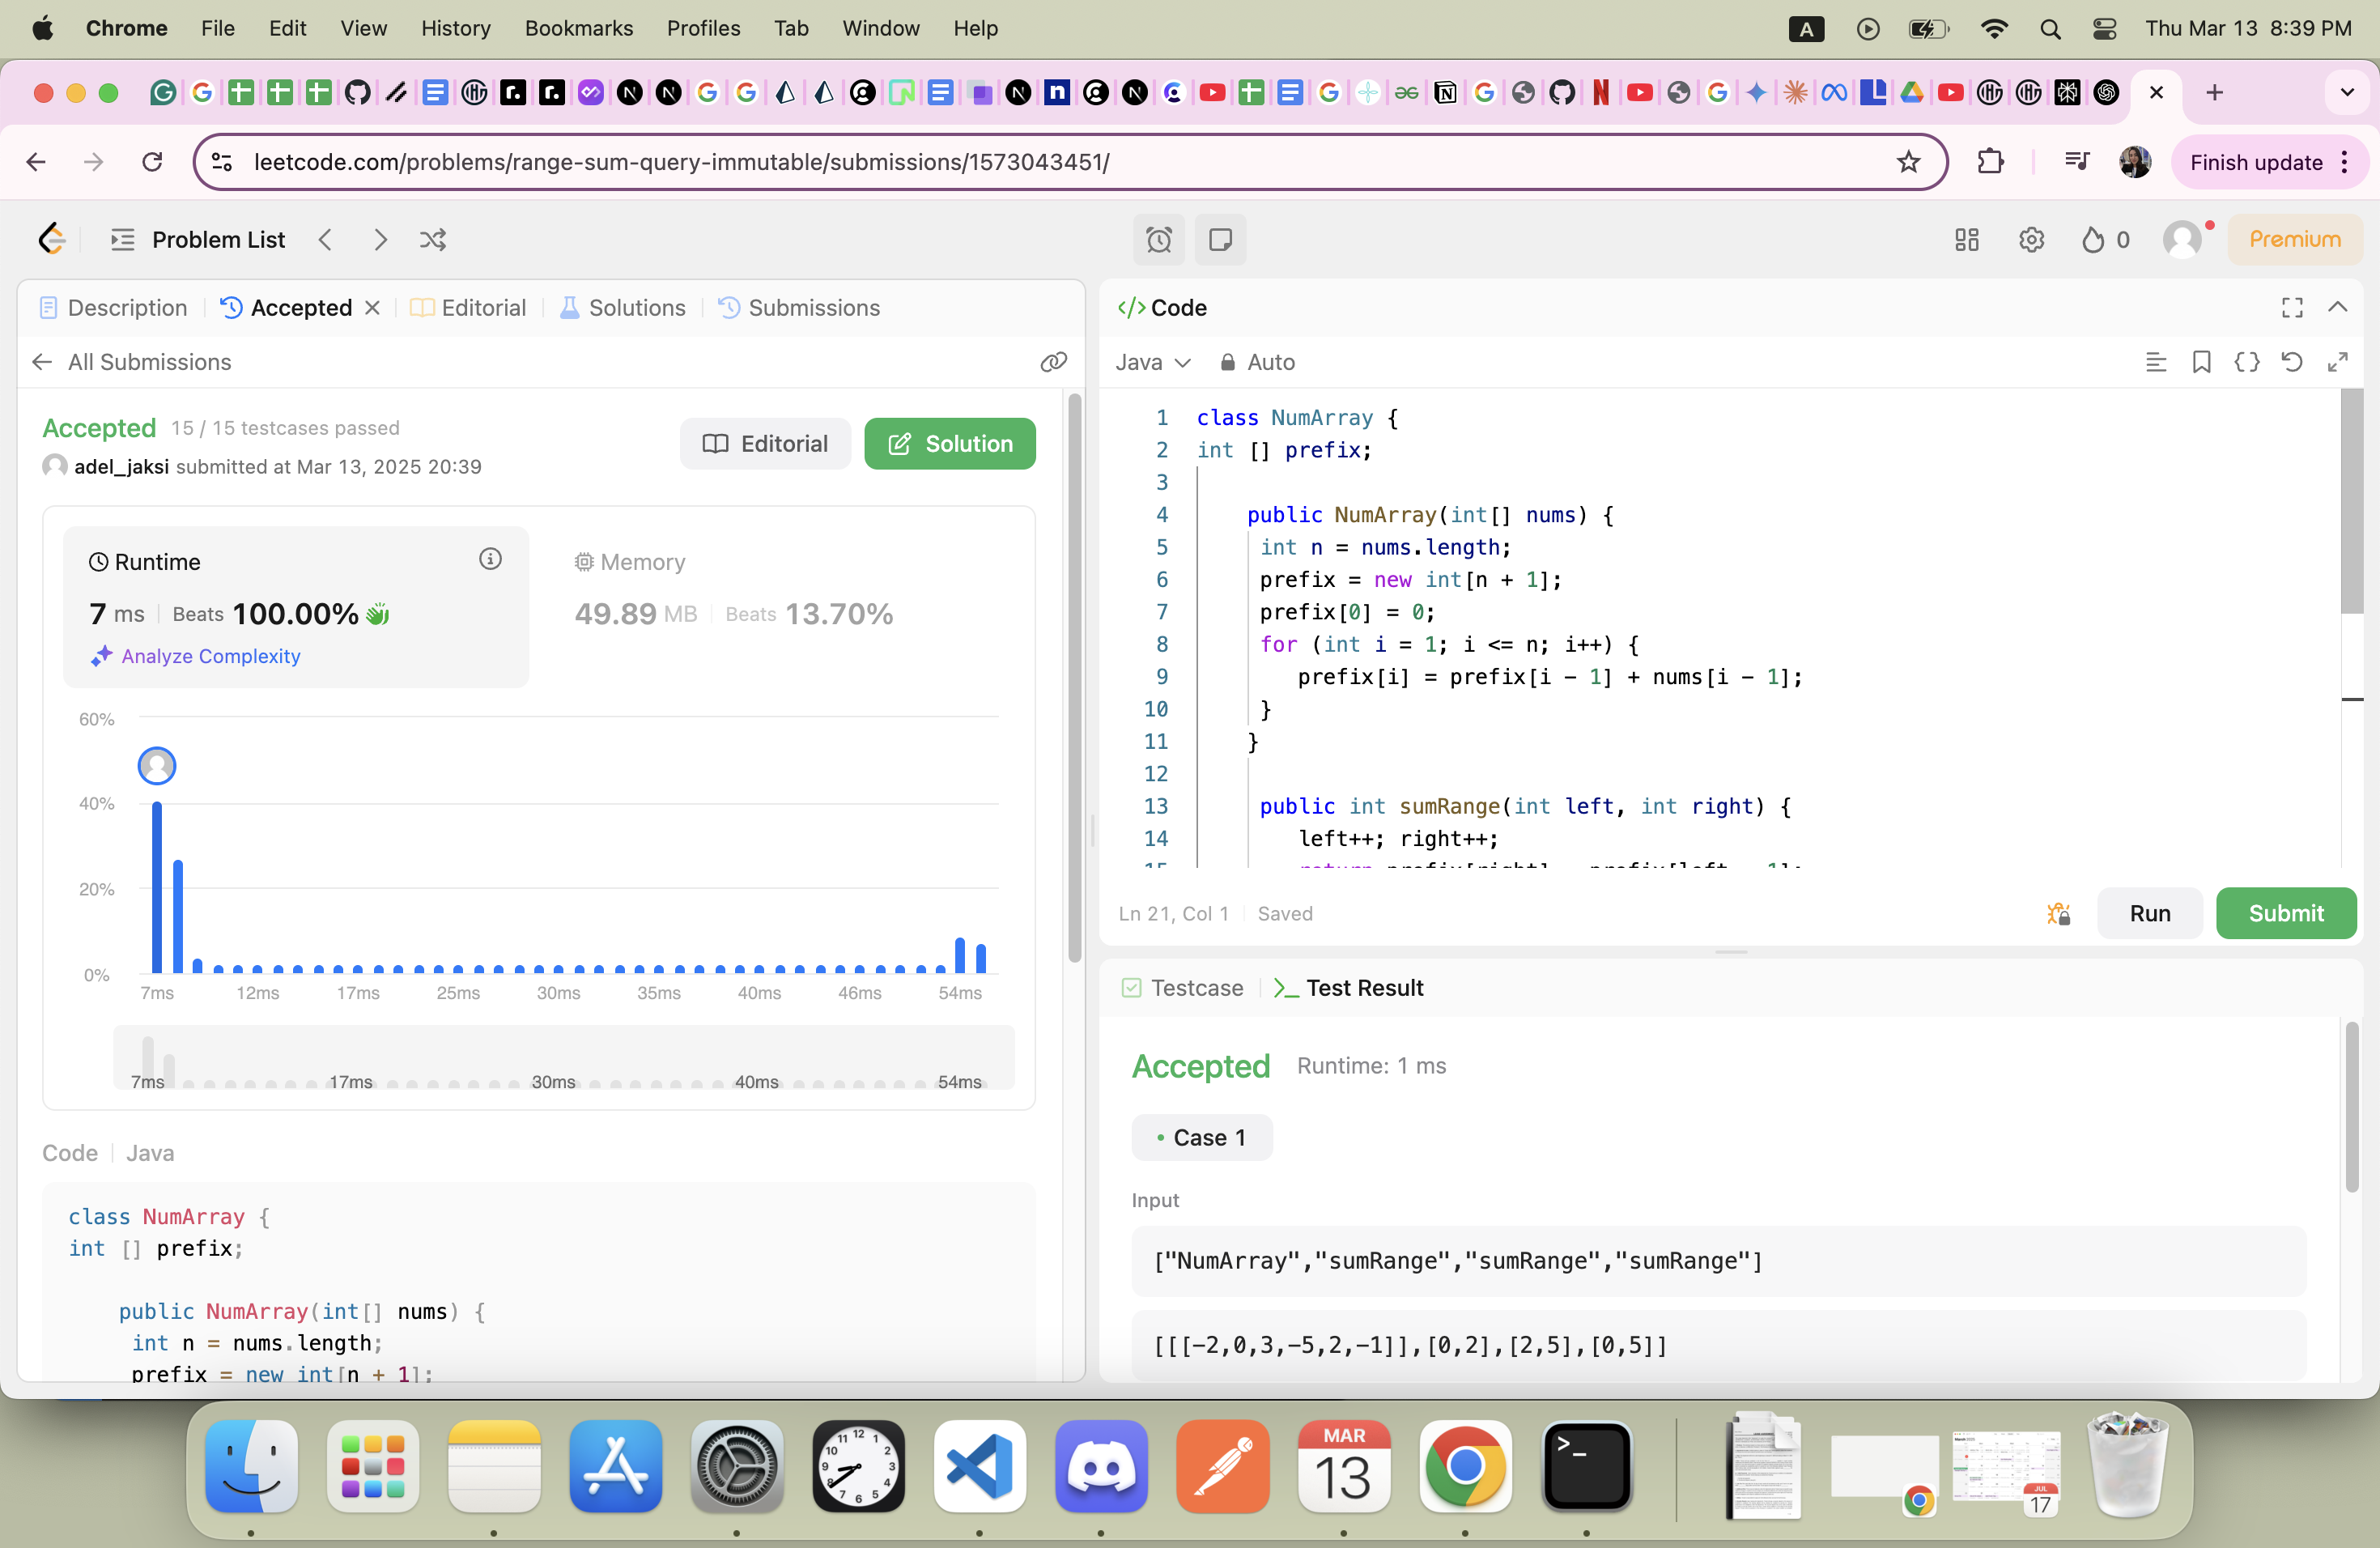 Chrome File Edit View History Bookmarks Profiles Tab Window Help A Thu Mar 13 8:39 PM
leetcode.com/problems/range-sum-query-immutable/submissions/1573043451/ Finish update
Problem List 0 Premium
Description Accepted Editorial Solutions Submissions
All Submissions
Accepted 15 / 15 testcases passed
adel_jaksi submitted at Mar 13, 2025 20:39
Editorial Solution
Runtime
7 ms Beats 100.00%
Analyze Complexity
Memory
49.89 MB Beats 13.70%
60%
40%
20%
0%
7ms 12ms 17ms 25ms 30ms 35ms 40ms 46ms 54ms
7ms 17ms 30ms 40ms 54ms
Code Java
class NumArray {
int [] prefix;
public NumArray(int[] nums) {
int n = nums.length;
prefix = new int[n + 1];
</> Code
Java Auto
1 class NumArray {
2 int [] prefix;
3
4 public NumArray(int[] nums) {
5 int n = nums.length;
6 prefix = new int[n + 1];
7 prefix[0] = 0;
8 for (int i = 1; i <= n; i++) {
9 prefix[i] = prefix[i - 1] + nums[i - 1];
10 }
11 }
12
13 public int sumRange(int left, int right) {
14 left++; right++;
15 return prefix[right] - prefix[left - 1];
Ln 21, Col 1 Saved
Run Submit
Testcase >_ Test Result
Accepted Runtime: 1 ms
Case 1
Input
["NumArray","sumRange","sumRange","sumRange"]
[[[-2,0,3,-5,2,-1]],[0,2],[2,5],[0,5]]
MAR
13
JUL
17